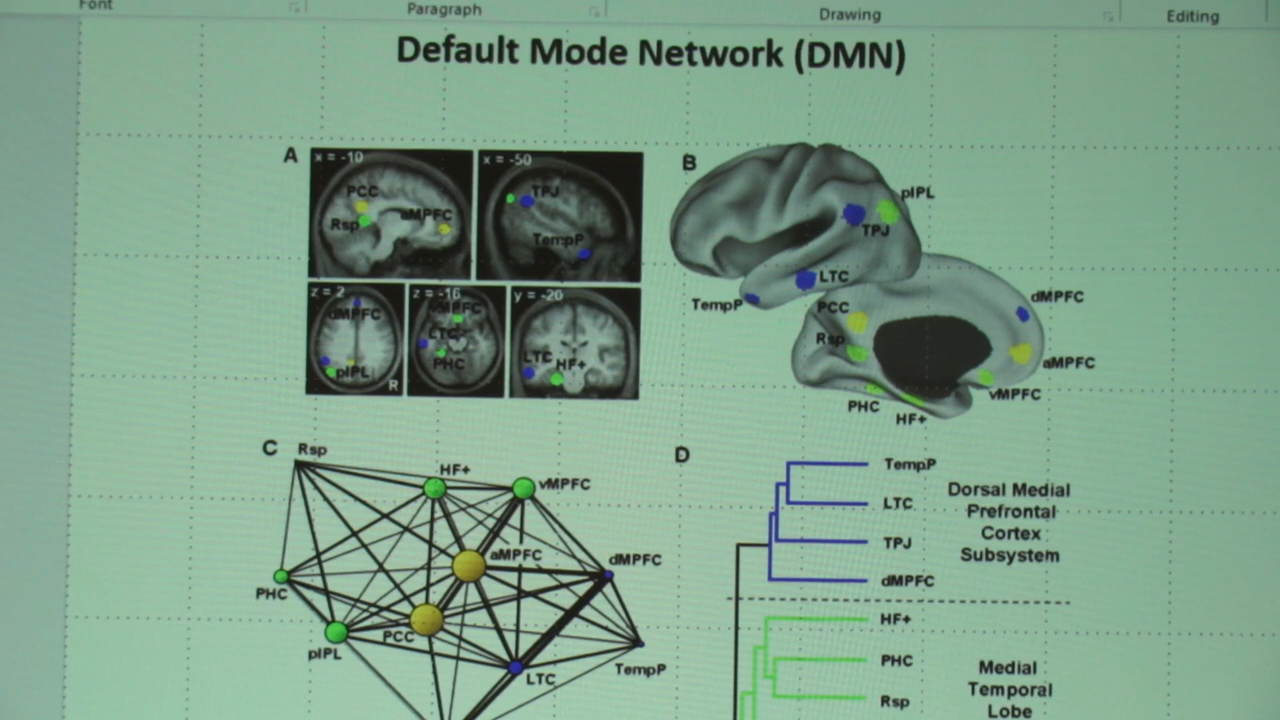 Font
Paragraph
Drawing
Editing
Default Mode Network (DMN)
A
x = -10
PCC
Rsp
aMPFC
x = -50
TPJ
TempP
z = 2
dMPFC
pIPL
R
z = -16
vMPFC
LTC
PHC
y = -20
LTC
HF+
B
pIPL
TPJ
LTC
TempP
PCC
dMPFC
Rsp
aMPFC
vMPFC
PHC
HF+
C
Rsp
HF+
vMPFC
aMPFC
dMPFC
PHC
PCC
pIPL
LTC
TempP
D
TempP
LTC
TPJ
dMPFC
Dorsal Medial
Prefrontal
Cortex
Subsystem
HF+
PHC
Rsp
Medial
Temporal
Lobe